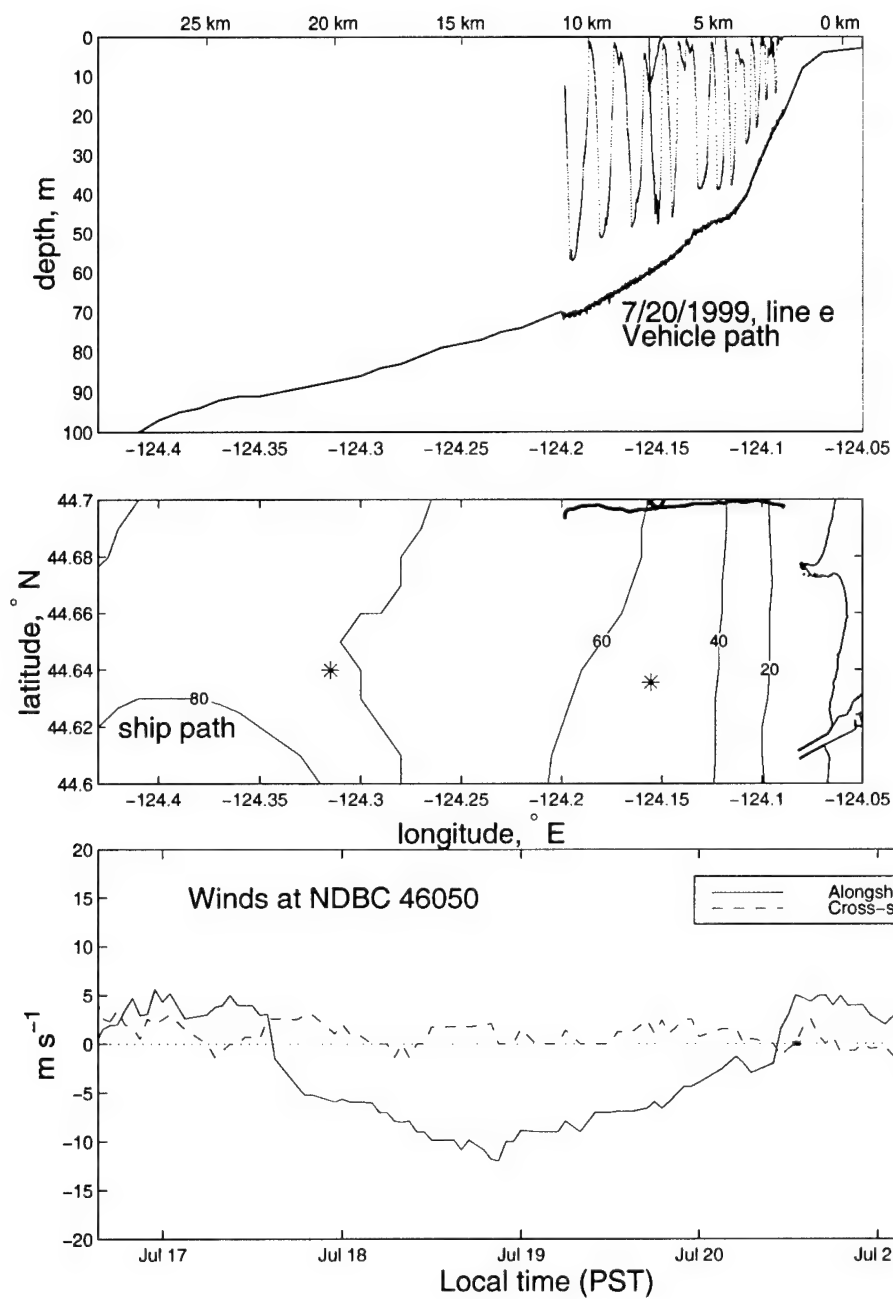 25 km 20 km 15 km 10 km 5 km 0 km
0
10
20
30
40
50
60
70
80
90
100
depth, m
7/20/1999, line e
Vehicle path
−124.4 −124.35 −124.3 −124.25 −124.2 −124.15 −124.1 −124.05
44.7
44.68
44.66
44.64
44.62
44.6
latitude, ° N
60 40 20
80
ship path
−124.4 −124.35 −124.3 −124.25 −124.2 −124.15 −124.1 −124.05
longitude, ° E
20
15
10
5
0
−5
−10
−15
−20
m s−1
Winds at NDBC 46050
Alongsh
Cross−s
Jul 17 Jul 18 Jul 19 Jul 20 Jul 2
Local time (PST)